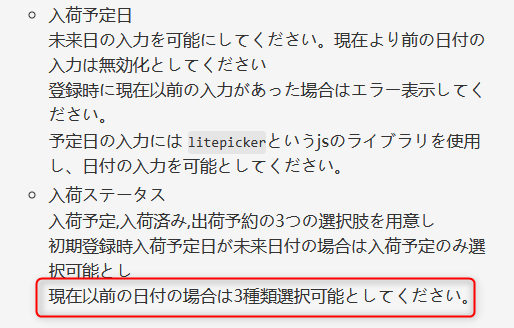 入荷予定日
未来日の入力を可能にしてください。現在より前の日付の
入力は無効化としてください
登録時に現在以前の入力があった場合はエラー表示してく
ださい。
予定日の入力には litepickerというjsのライブラリを使用
し、日付の入力を可能としてください。
入荷ステータス
入荷予定,入荷済み,出荷予約の3つの選択肢を用意し
初期登録時入荷予定日が未来日付の場合は入荷予定のみ選
択可能とし
現在以前の日付の場合は3種類選択可能としてください。